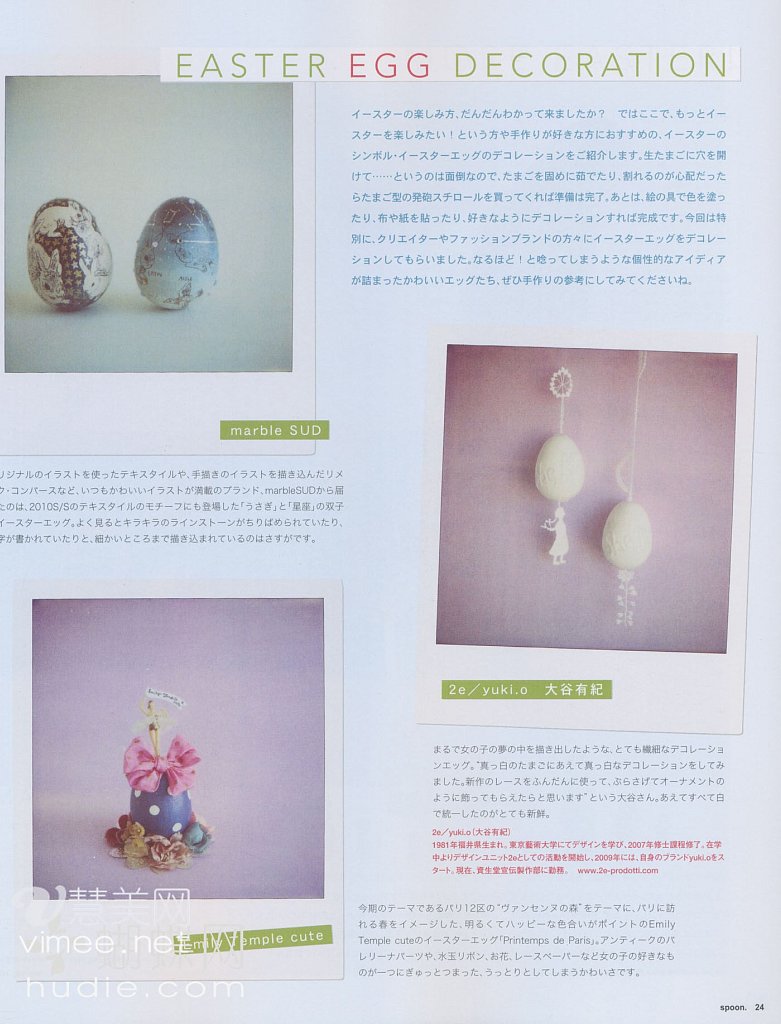 EASTER EGG DECORATION
イースターの楽しみ方、だんだんわかって来ましたか？　ではここで、もっとイー
スターを楽しみたい！という方や手作りが好きな方におすすめの、イースターの
シンボル・イースターエッグのデコレーションをご紹介します。生たまごに穴を開
けて……というのは面倒なので、たまごを固めに茹でたり、割れるのが心配だった
らたまご型の発砲スチロールを買ってくれば準備は完了。あとは、絵の具で色を塗っ
たり、布や紙を貼ったり、好きなようにデコレーションすれば完成です。今回は特
別に、クリエイターやファッションブランドの方々にイースターエッグをデコレー
ションしてもらいました。なるほど！と唸ってしまうような個性的なアイディア
が詰まったかわいいエッグたち、ぜひ手作りの参考にしてみてくださいね。
marble SUD
リジナルのイラストを使ったテキスタイルや、手描きのイラストを描き込んだリメ
ク・コンバースなど、いつもかわいいイラストが満載のブランド、marbleSUDから届
たのは、2010S/Sのテキスタイルのモチーフにも登場した「うさぎ」と「星座」の双子
イースターエッグ。よく見るとキラキラのラインストーンがちりばめられていたり、
字が書かれていたりと、細かいところまで描き込まれているのはさすがです。
2e／yuki.o　大谷有紀
まるで女の子の夢の中を描き出したような、とても繊細なデコレーショ
ンエッグ。“真っ白のたまごにあえて真っ白なデコレーションをしてみ
ました。新作のレースをふんだんに使って、ぶらさげてオーナメントの
ように飾ってもらえたらと思います”という大谷さん。あえてすべて白
で統一したのがとても新鮮。
2e／yuki.o（大谷有紀）
1981年福井県生まれ。東京藝術大学にてデザインを学び、2007年修士課程修了。在学
中よりデザインユニット2eとしての活動を開始し、2009年には、自身のブランドyuki.oをス
タート。現在、資生堂宣伝製作部に勤務。　www.2e-prodotti.com
Emily Temple cute
今期のテーマであるパリ12区の“ヴァンセンヌの森”をテーマに、パリに訪
れる春をイメージした、明るくてハッピーな色合いがポイントのEmily
Temple cuteのイースターエッグ「Printemps de Paris」。アンティークのバ
レリーナパーツや、水玉リボン、お花、レースペーパーなど女の子の好きなも
のが一つにぎゅっとつまった、うっとりとしてしまうかわいさです。
慧美网
vimee.net
hudie.com
spoon. 24